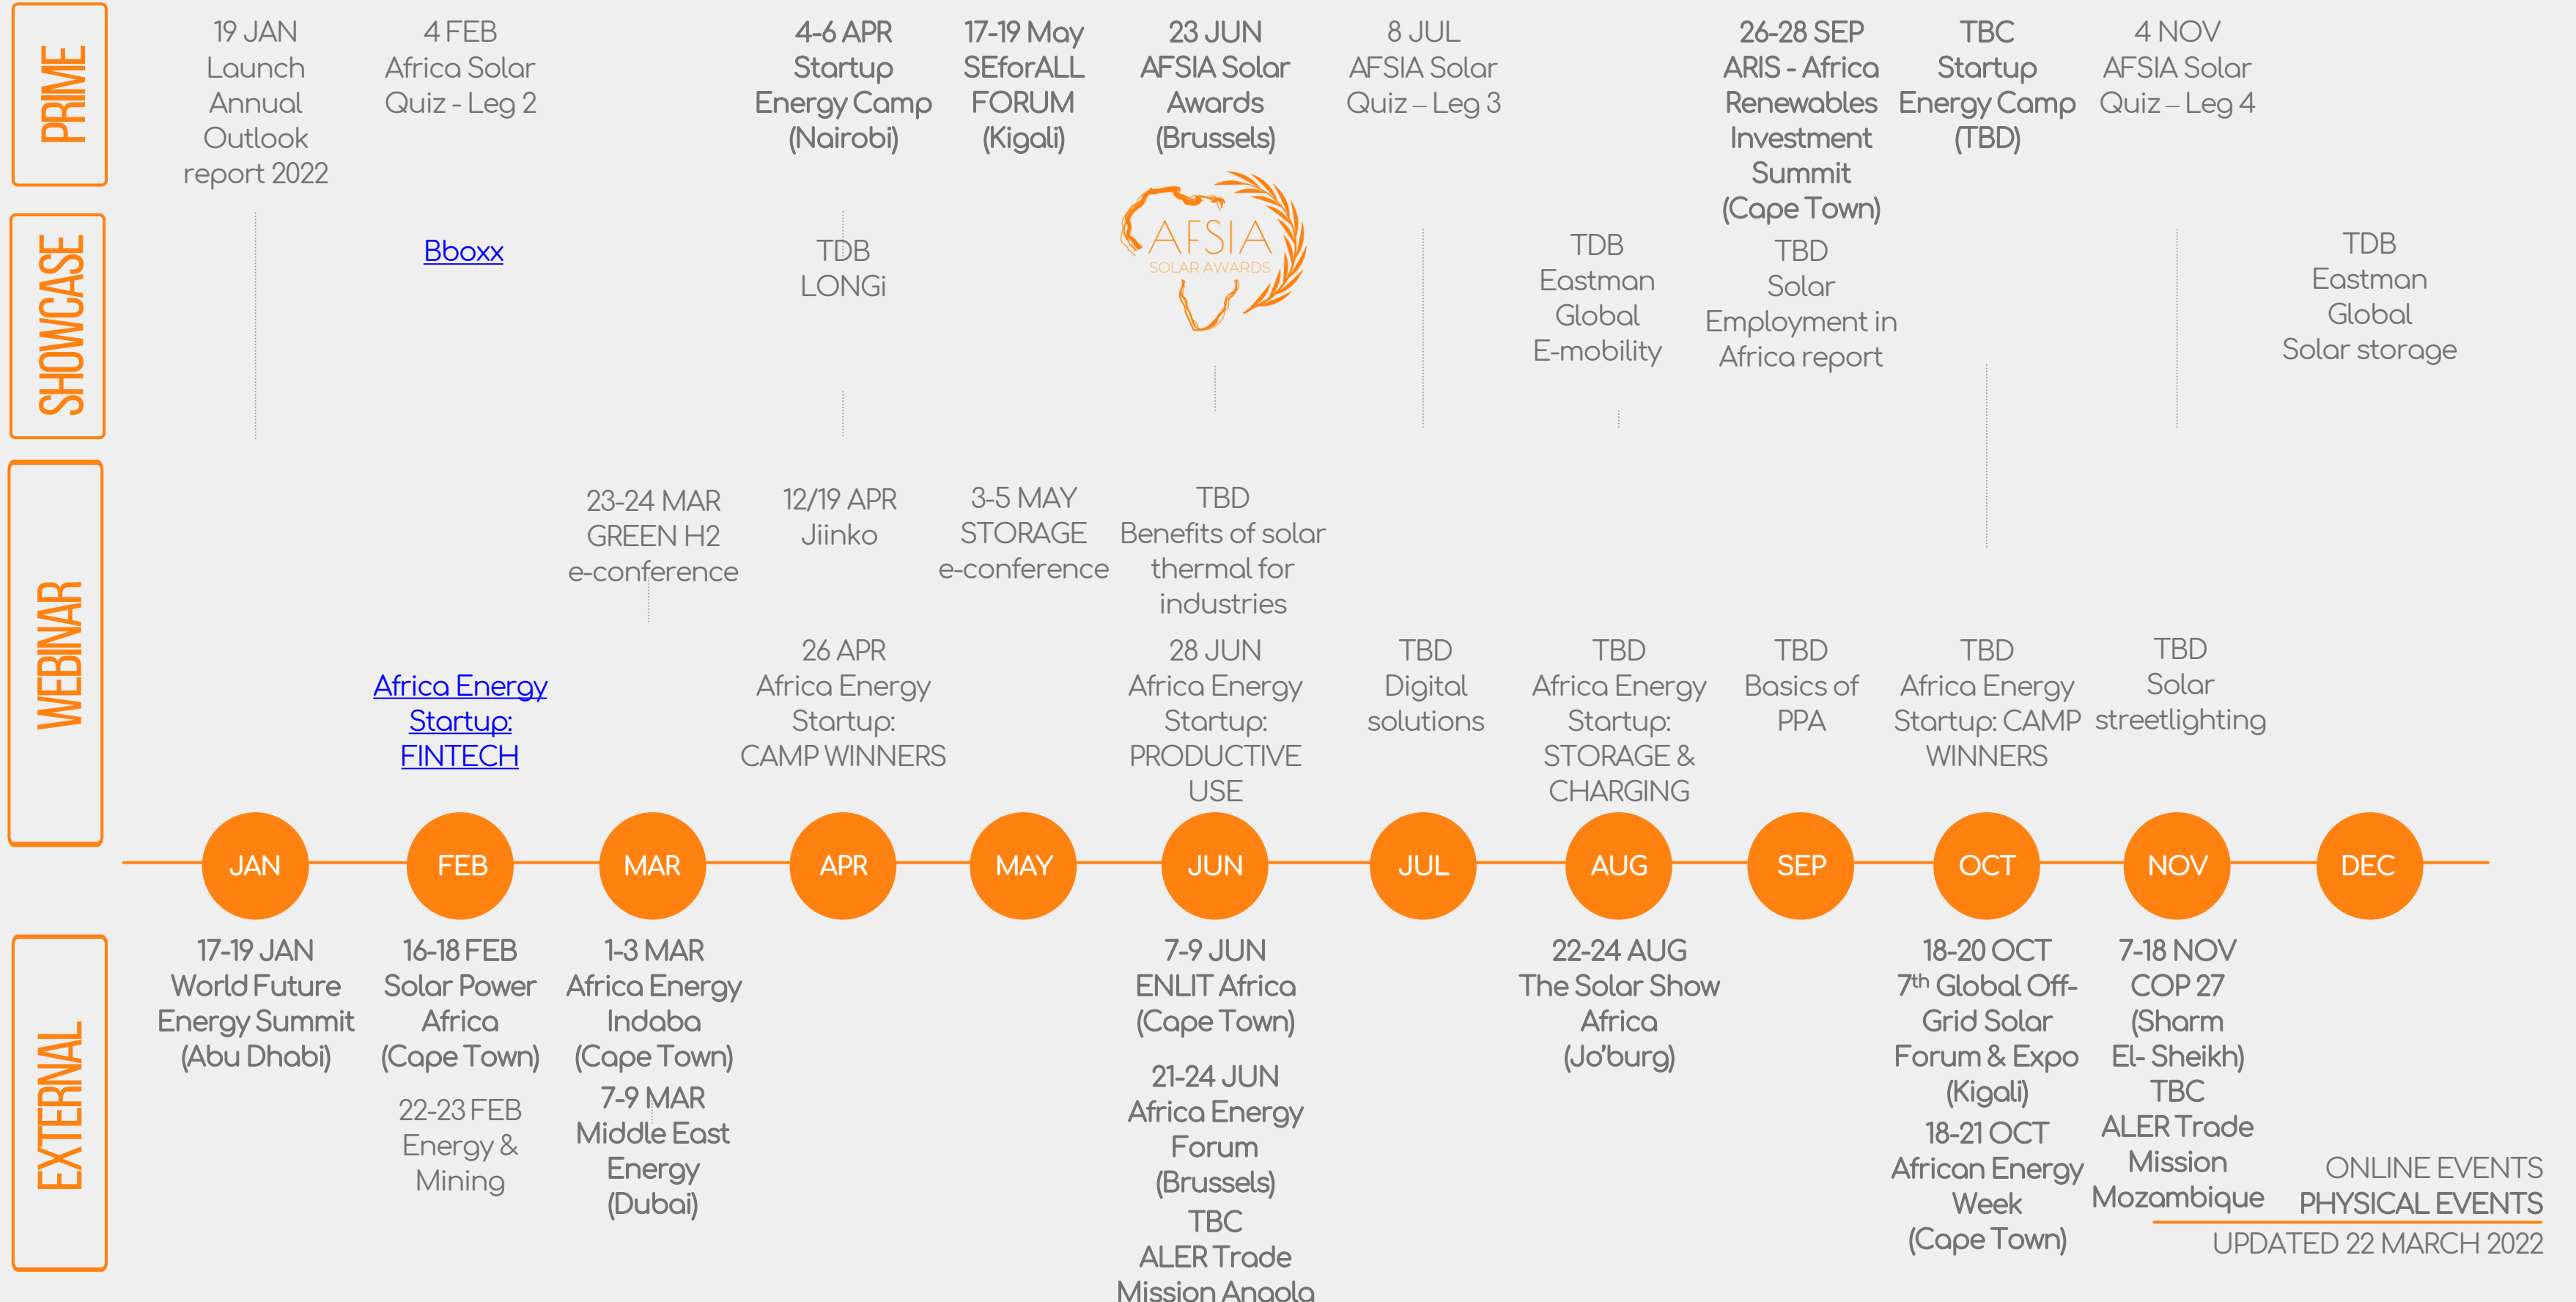 PRIME
19 JAN
Launch
Annual
Outlook
report 2022
4 FEB
Africa Solar
Quiz - Leg 2
4-6 APR
Startup
Energy Camp
(Nairobi)
17-19 May
SEforALL
FORUM
(Kigali)
23 JUN
AFSIA Solar
Awards
(Brussels)
8 JUL
AFSIA Solar
Quiz – Leg 3
26-28 SEP
ARIS - Africa
Renewables
Investment
Summit
(Cape Town)
TBC
Startup
Energy Camp
(TBD)
4 NOV
AFSIA Solar
Quiz – Leg 4
SHOWCASE
Bboxx
TDB
LONGi
AFSIA
SOLAR AWARDS
TDB
Eastman
Global
E-mobility
TBD
Solar
Employment in
Africa report
TDB
Eastman
Global
Solar storage
WEBINAR
23-24 MAR
GREEN H2
e-conference
12/19 APR
Jiinko
3-5 MAY
STORAGE
e-conference
TBD
Benefits of solar
thermal for
industries
Africa Energy
Startup:
FINTECH
26 APR
Africa Energy
Startup:
CAMP WINNERS
28 JUN
Africa Energy
Startup:
PRODUCTIVE
USE
TBD
Digital
solutions
TBD
Africa Energy
Startup:
STORAGE &
CHARGING
TBD
Basics of
PPA
TBD
Africa Energy
Startup: CAMP
WINNERS
TBD
Solar
streetlighting
JAN
FEB
MAR
APR
MAY
JUN
JUL
AUG
SEP
OCT
NOV
DEC
EXTERNAL
17-19 JAN
World Future
Energy Summit
(Abu Dhabi)
16-18 FEB
Solar Power
Africa
(Cape Town)
22-23 FEB
Energy &
Mining
1-3 MAR
Africa Energy
Indaba
(Cape Town)
7-9 MAR
Middle East
Energy
(Dubai)
7-9 JUN
ENLIT Africa
(Cape Town)
21-24 JUN
Africa Energy
Forum
(Brussels)
TBC
ALER Trade
Mission Angola
22-24 AUG
The Solar Show
Africa
(Jo’burg)
18-20 OCT
7th Global Off-
Grid Solar
Forum & Expo
(Kigali)
18-21 OCT
African Energy
Week
(Cape Town)
7-18 NOV
COP 27
(Sharm
El- Sheikh)
TBC
ALER Trade
Mission
Mozambique
ONLINE EVENTS
PHYSICAL EVENTS
UPDATED 22 MARCH 2022